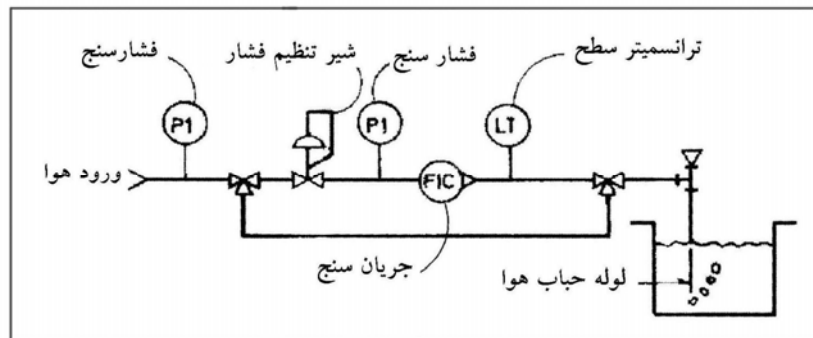 ترانسمیتر سطح
فشار سنج
شیر تنظیم فشار
فشارسنج
P1
P1
LT
ورود هوا
FIC
جریان سنج
لوله حباب هوا